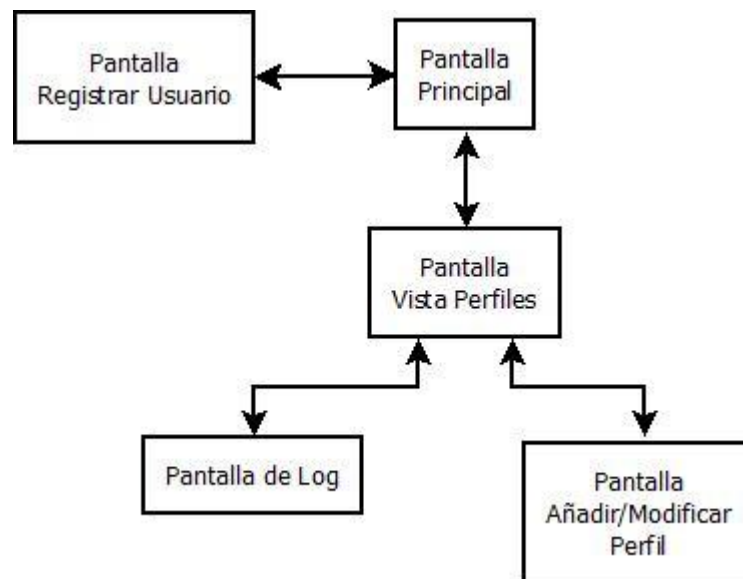 Pantalla
Registrar Usuario
Pantalla
Principal
Pantalla
Vista Perfiles
Pantalla de Log
Pantalla
Añadir/Modificar
Perfil